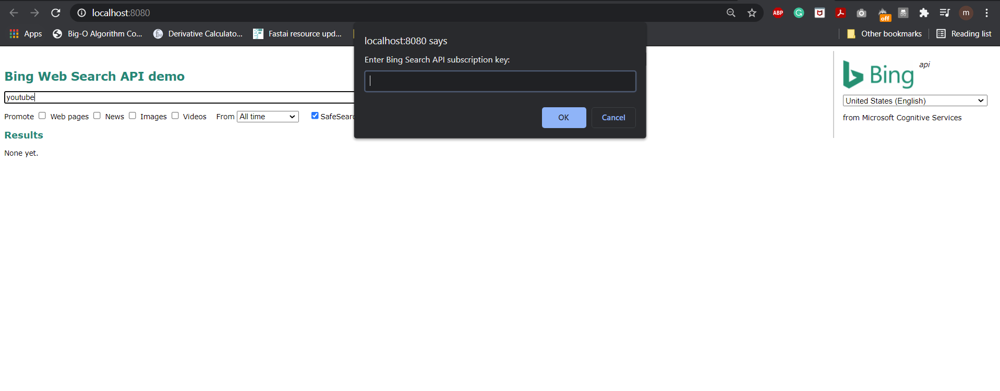 localhost:8080
ABP
off
m
Apps
Big-O Algorithm Co...
Derivative Calculato...
Fastai resource upd...
Other bookmarks
Reading list
localhost:8080 says
Enter Bing Search API subscription key:
OK
Cancel
Bing Web Search API demo
youtube
Promote Web pages News Images Videos From All time SafeSearc
Results
None yet.
Bing api
United States (English)
from Microsoft Cognitive Services